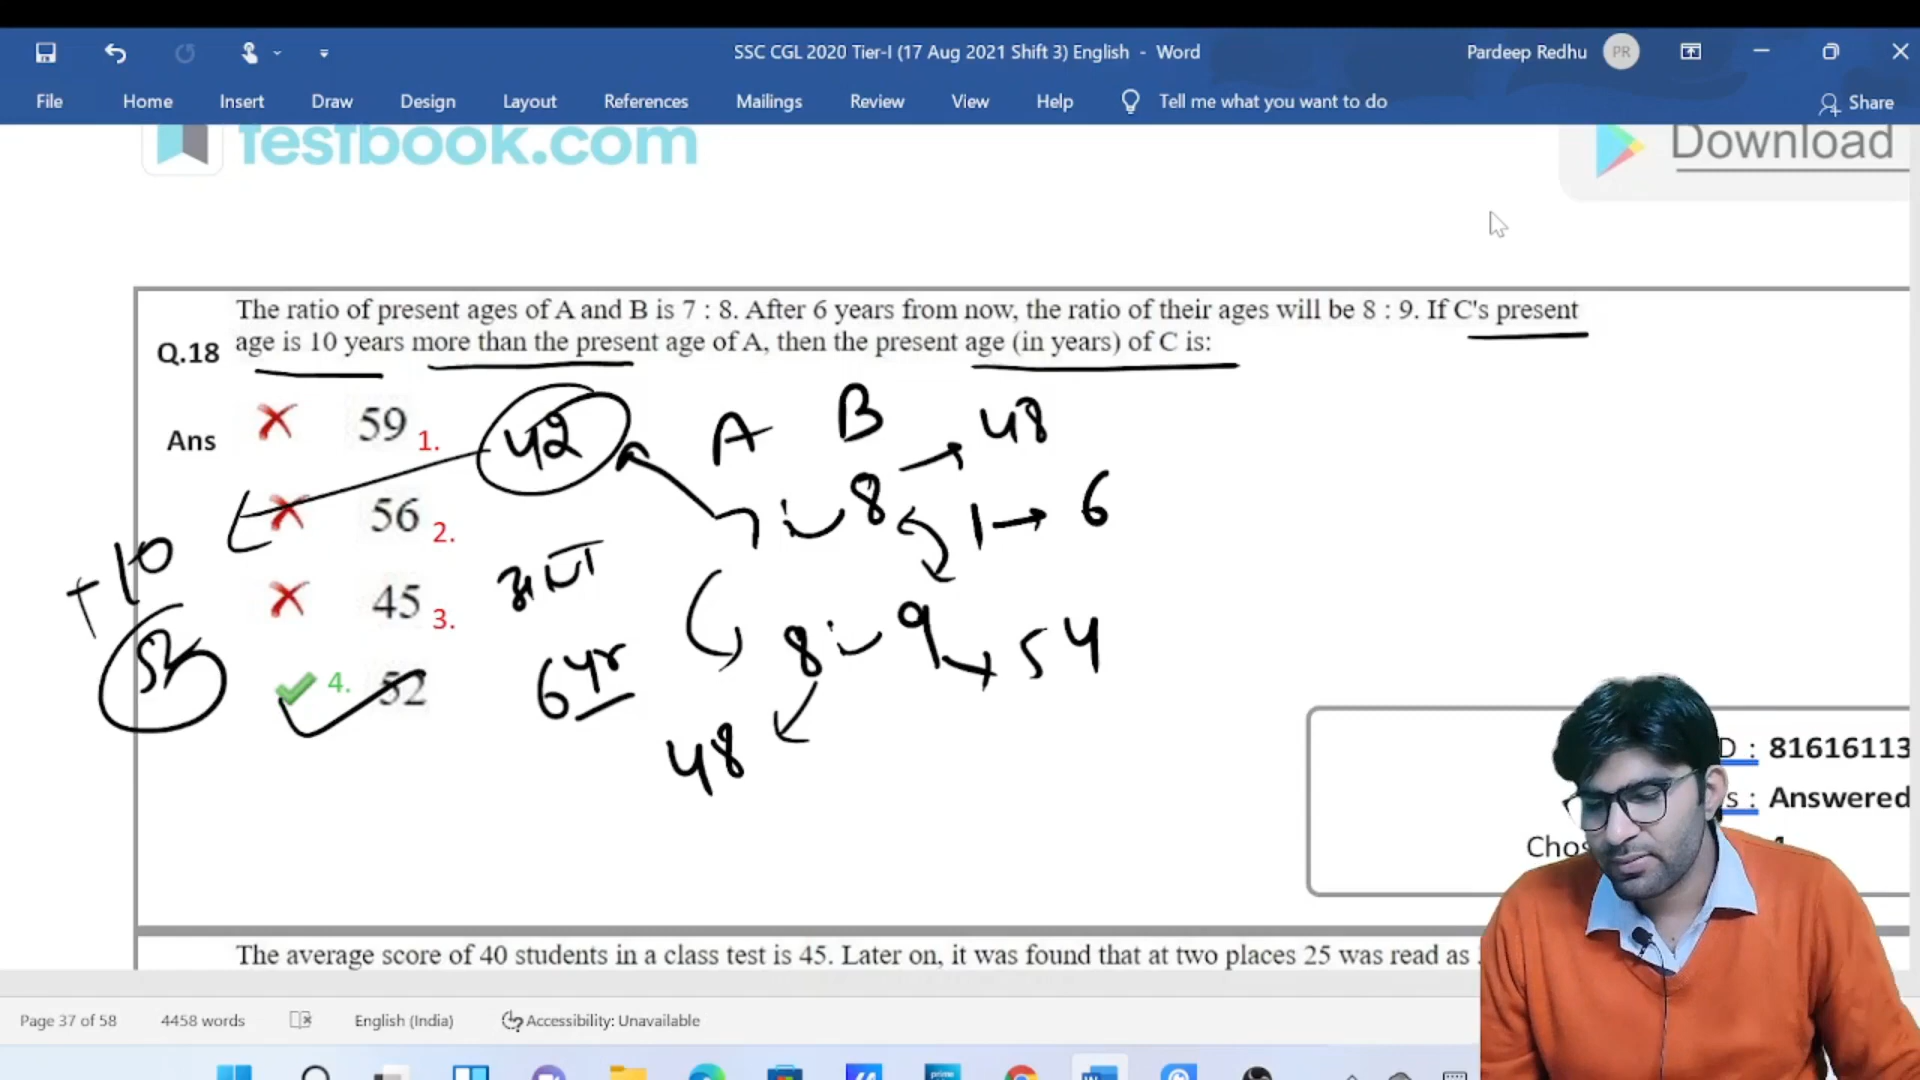 SSC CGL 2020 Tier-I (17 Aug 2021 Shift 3) English - Word
Pardeep Redhu PR
File Home Insert Draw Design Layout References Mailings Review View Help Tell me what you want to do Share
testbook.com
Download
Q.18 The ratio of present ages of A and B is 7 : 8. After 6 years from now, the ratio of their ages will be 8 : 9. If C's present
age is 10 years more than the present age of A, then the present age (in years) of C is:
Ans 59 1.
56 2.
45 3.
4. 52
42 A B 48
7 : 8 1 → 6
+10
52
6 yr
8 : 9 → 54
48
D : 81616113
s : Answered
Chos
The average score of 40 students in a class test is 45. Later on, it was found that at two places 25 was read as
Page 37 of 58 4458 words English (India) Accessibility: Unavailable
prime